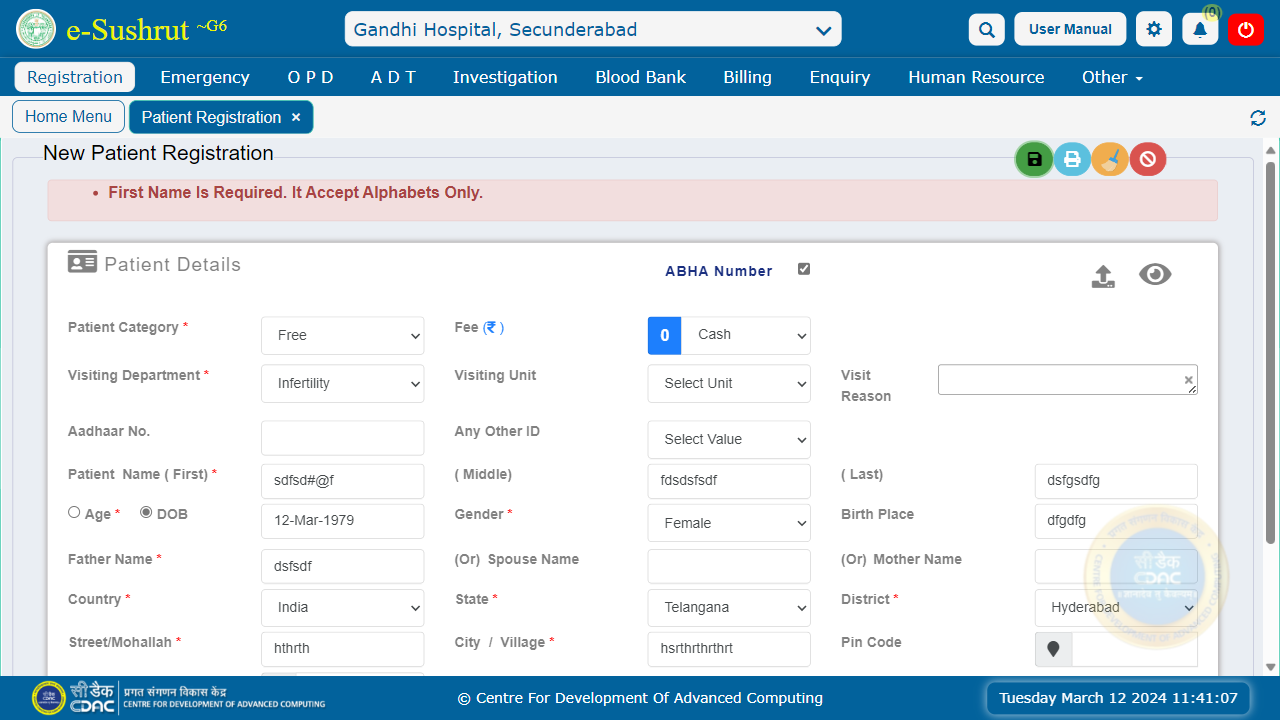 e-Sushrut ~G6
Gandhi Hospital, Secunderabad
User Manual
(0)
Registration Emergency O P D A D T Investigation Blood Bank Billing Enquiry Human Resource Other
Home Menu
Patient Registration ×
New Patient Registration
• First Name Is Required. It Accept Alphabets Only.
Patient Details
ABHA Number
Patient Category * Free Fee (₹ ) 0 Cash
Visiting Department * Infertility Visiting Unit Select Unit Visit
Reason
Aadhaar No. Any Other ID Select Value
Patient Name ( First) * sdfsd#@f ( Middle) fdsdsfsdf ( Last) dsfgsdfg
Age * DOB 12-Mar-1979 Gender * Female Birth Place dfgdfg
Father Name * dsfsdf (Or) Spouse Name (Or) Mother Name
Country * India State * Telangana District * Hyderabad
Street/Mohallah * hthrth City / Village * hsrthrthrthrt Pin Code
सी डैक
CDAC
प्रगत संगणन विकास केंद्र
CENTRE FOR DEVELOPMENT OF ADVANCED COMPUTING
© Centre For Development Of Advanced Computing
Tuesday March 12 2024 11:41:07